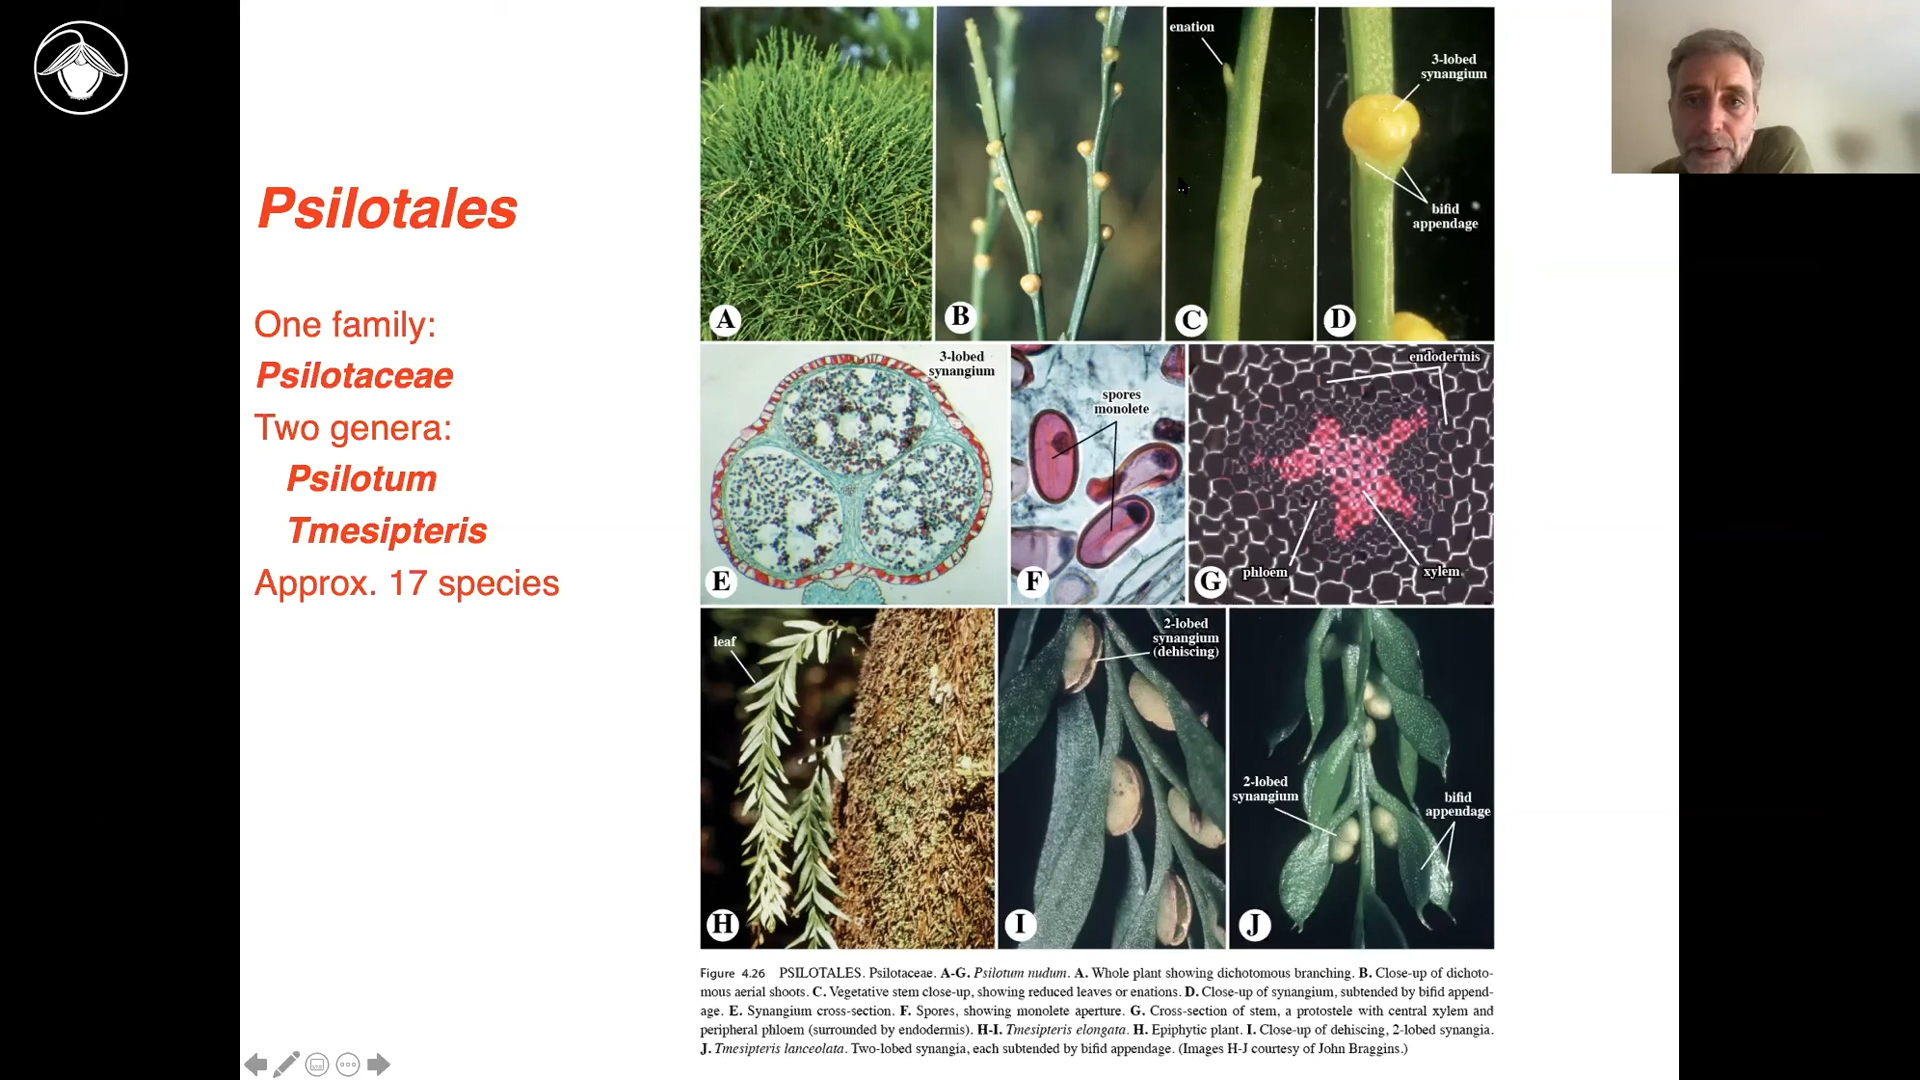 Psilotales
One family:
Psilotaceae
Two genera:
Psilotum
Tmesipteris
Approx. 17 species
A
B
enation
C
3-lobed
synangium
bifid
appendage
D
3-lobed
synangium
E
spores
monolete
F
endodermis
phloem
xylem
G
leaf
H
2-lobed
synangium
(dehiscing)
I
2-lobed
synangium
bifid
appendage
J
Figure 4.26 PSILOTALES. Psilotaceae. A-G. Psilotum nudum. A. Whole plant showing dichotomous branching. B. Close-up of dichoto-
mous aerial shoots. C. Vegetative stem close-up, showing reduced leaves or enations. D. Close-up of synangium, subtended by bifid append-
age. E. Synangium cross-section. F. Spores, showing monolete aperture. G. Cross-section of stem, a protostele with central xylem and
peripheral phloem (surrounded by endodermis). H-I. Tmesipteris elongata. H. Epiphytic plant. I. Close-up of dehiscing, 2-lobed synangia.
J. Tmesipteris lanceolata. Two-lobed synangia, each subtended by bifid appendage. (Images H-J courtesy of John Braggins.)